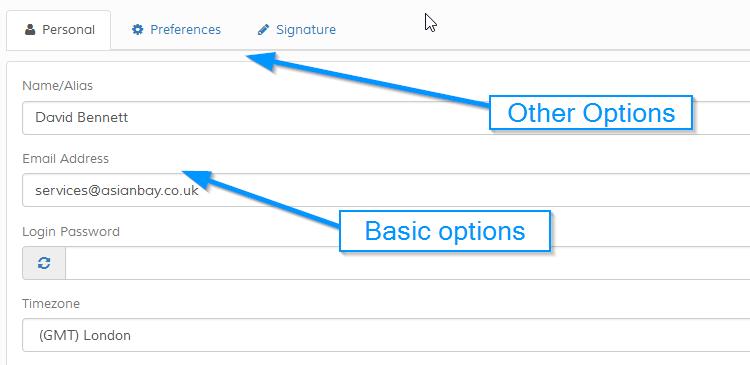 Personal Preferences Signature
Name/Alias
Other Options
David Bennett
Email Address
services@asianbay.co.uk
Login Password
Basic options
Timezone
(GMT) London